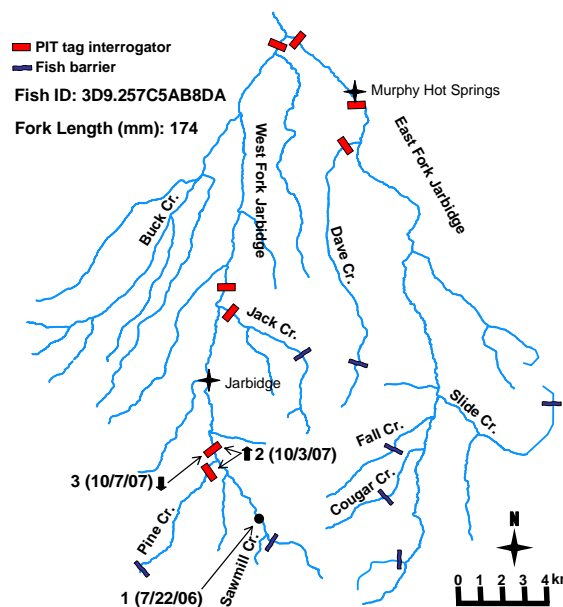 PIT tag interrogator
Fish barrier
Fish ID: 3D9.257C5AB8DA
Fork Length (mm): 174
Murphy Hot Springs
West Fork Jarbidge
East Fork Jarbidge
Buck Cr.
Dave Cr.
Jack Cr.
Jarbidge
Slide Cr.
Fall Cr.
Cougar Cr.
2 (10/3/07)
3 (10/7/07)
Pine Cr.
Sawmill Cr.
1 (7/22/06)
N
0 1 2 3 4 km